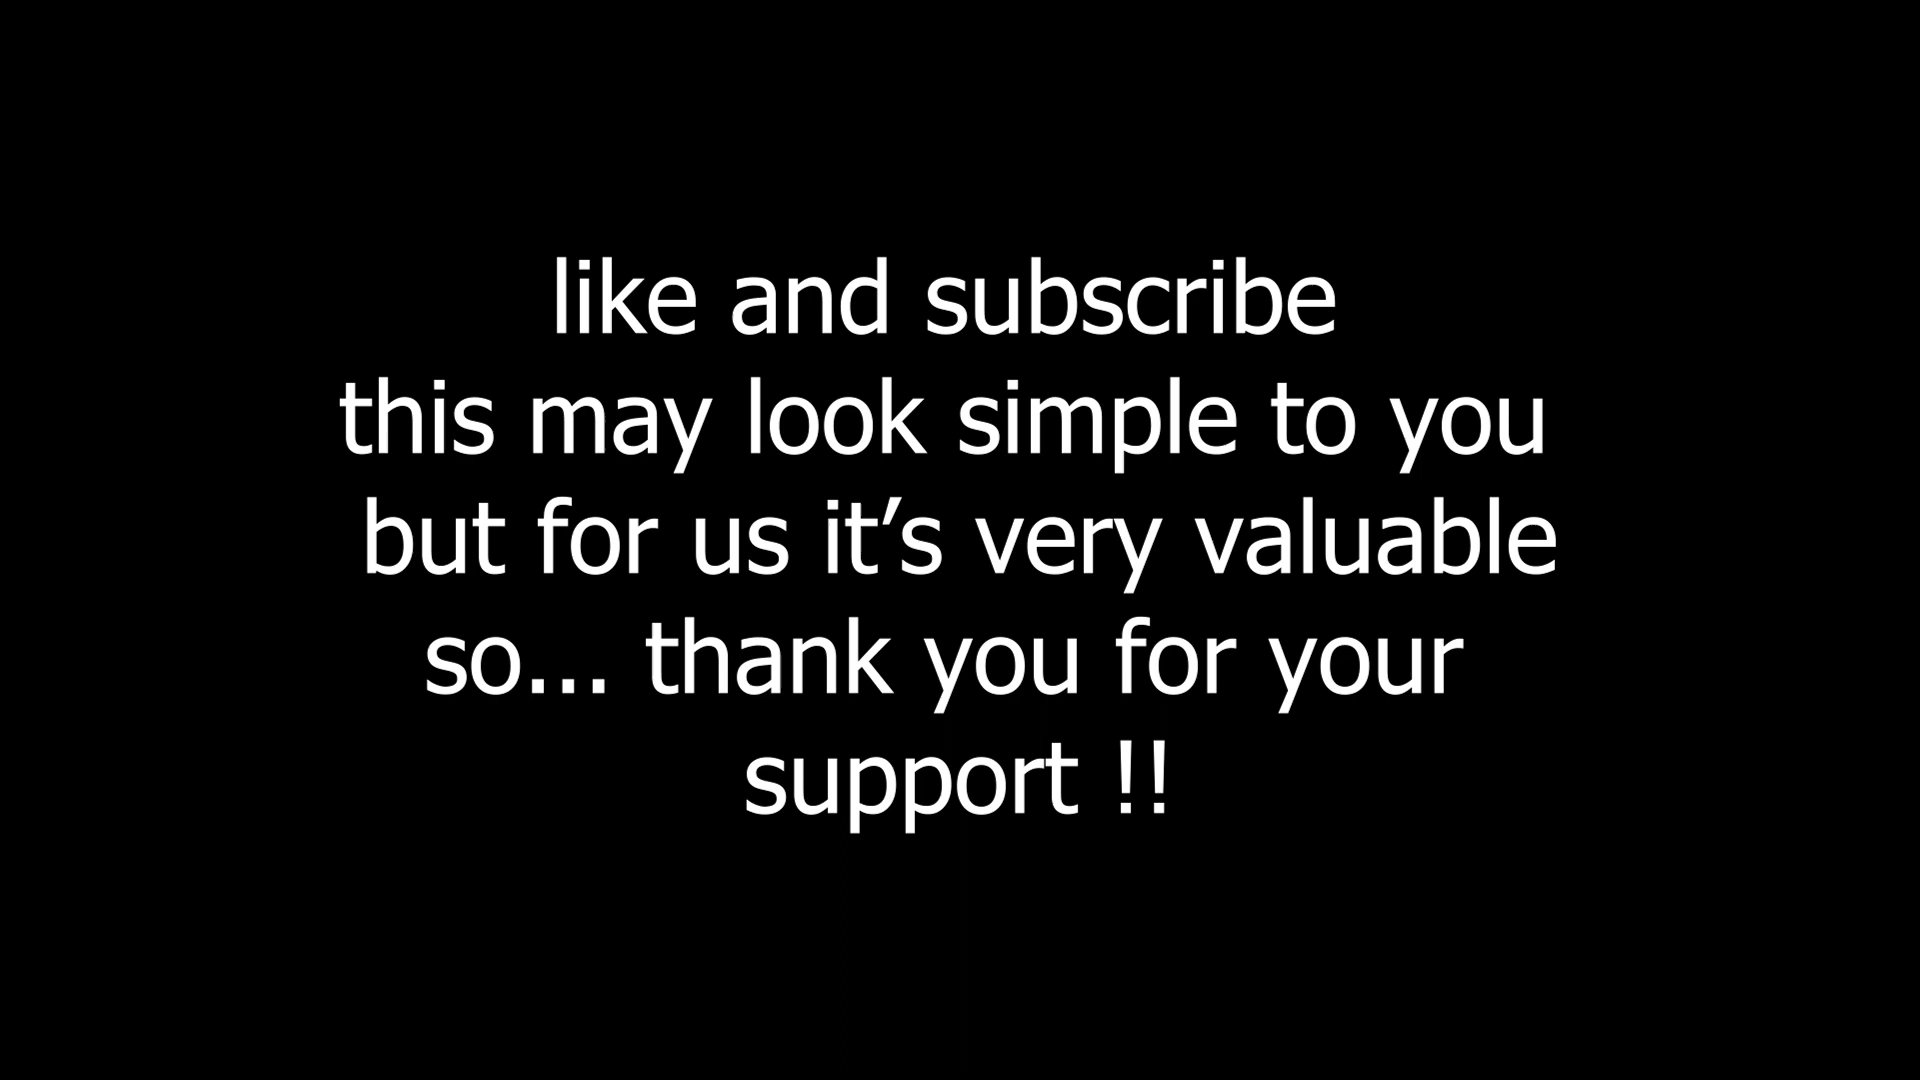 like and subscribe
this may look simple to you
but for us it’s very valuable
so... thank you for your
support !!